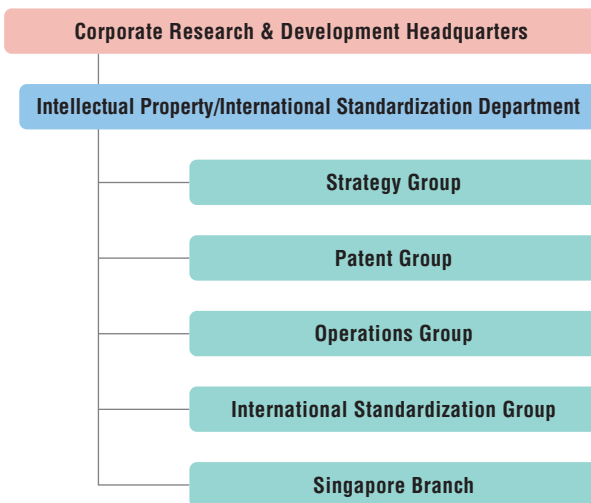 Corporate Research & Development Headquarters
Intellectual Property/International Standardization Department
Strategy Group
Patent Group
Operations Group
International Standardization Group
Singapore Branch